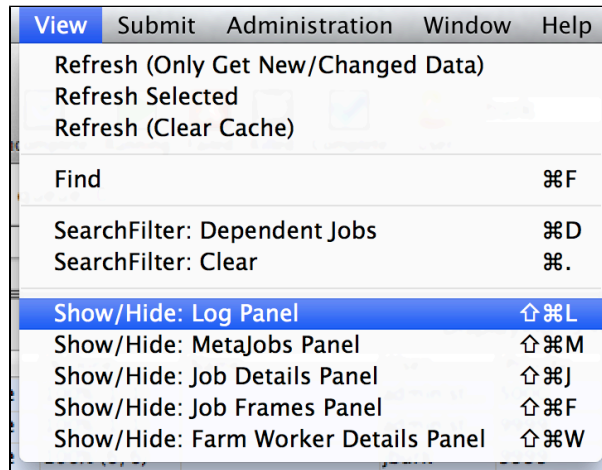 View Submit Administration Window Help
Refresh (Only Get New/Changed Data)
Refresh Selected
Refresh (Clear Cache)
Find ⌘F
SearchFilter: Dependent Jobs ⌘D
SearchFilter: Clear ⌘.
Show/Hide: Log Panel ⇧⌘L
Show/Hide: MetaJobs Panel ⇧⌘M
Show/Hide: Job Details Panel ⇧⌘J
Show/Hide: Job Frames Panel ⇧⌘F
Show/Hide: Farm Worker Details Panel ⇧⌘W